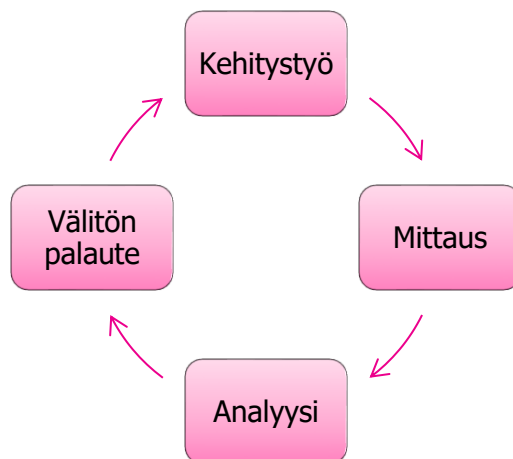 Kehitystyö
Mittaus
Analyysi
Välitön
palaute